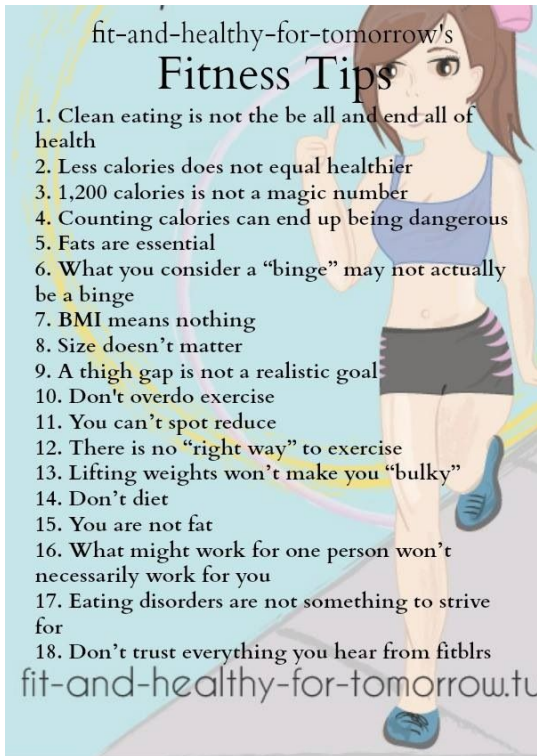 fit-and-healthy-for-tomorrow's
Fitness Tips
1. Clean eating is not the be all and end all of
health
2. Less calories does not equal healthier
3. 1,200 calories is not a magic number
4. Counting calories can end up being dangerous
5. Fats are essential
6. What you consider a “binge” may not actually
be a binge
7. BMI means nothing
8. Size doesn’t matter
9. A thigh gap is not a realistic goal
10. Don't overdo exercise
11. You can’t spot reduce
12. There is no “right way” to exercise
13. Lifting weights won’t make you “bulky”
14. Don’t diet
15. You are not fat
16. What might work for one person won’t
necessarily work for you
17. Eating disorders are not something to strive
for
18. Don’t trust everything you hear from fitblrs
fit-and-healthy-for-tomorrow.tu